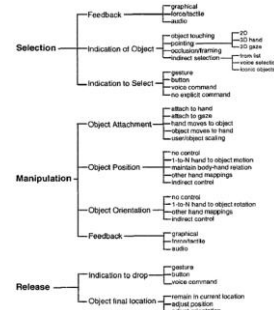 graphical
Feedback force/tactile
audio
object touching 2D
pointing 3D hand
Indication of Object occlusion/framing 3D gaze
Selection indirect selection from list
voice selection
iconic objects
gesture
Indication to Select button
voice command
no explicit command
attach to hand
attach to gaze
Object Attachment hand moves to object
object moves to hand
user/object scaling
no control
1-to-N hand to object motion
Object Position maintain body-hand relation
other hand mappings
Manipulation indirect control
no control
Object Orientation 1-to-N hand to object rotation
other hand mappings
indirect control
graphical
Feedback force/tactile
audio
gesture
Indication to drop button
Release voice command
remain in current location
Object final location adjust position
adjust orientation